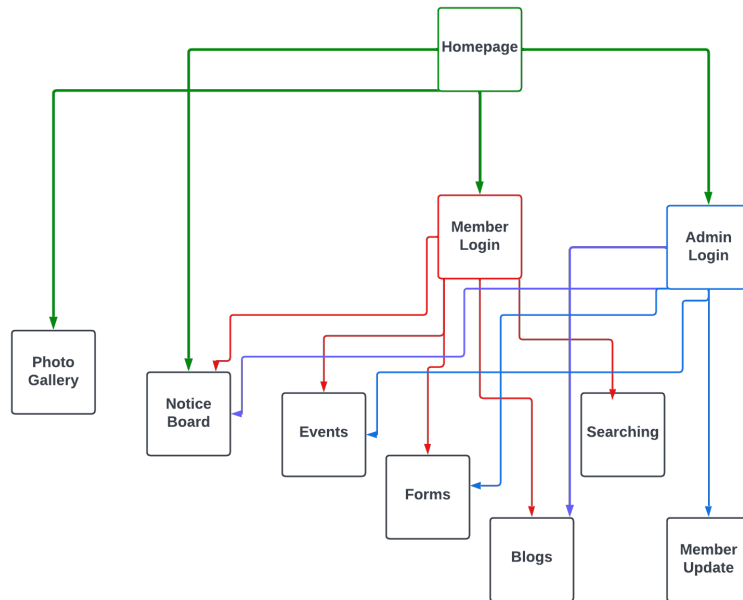 Homepage
Member
Login
Admin
Login
Photo
Gallery
Notice
Board
Events
Searching
Forms
Blogs
Member
Update